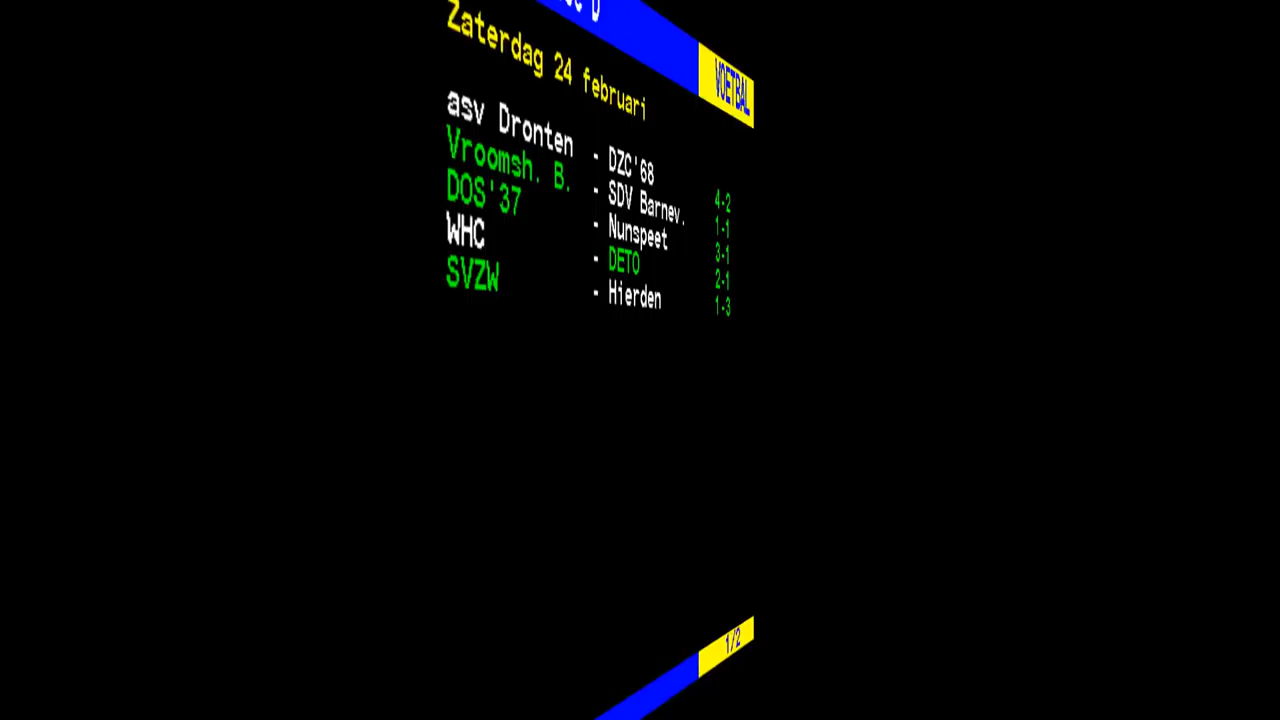 D
VOETBAL
Zaterdag 24 februari
asv Dronten - DZC'68 4-2
Vroomsh. B. - SDV Barnev. 1-1
DOS'37 - Nunspeet 3-1
WHC - DETO 2-1
SVZW - Hierden 1-3
1/2